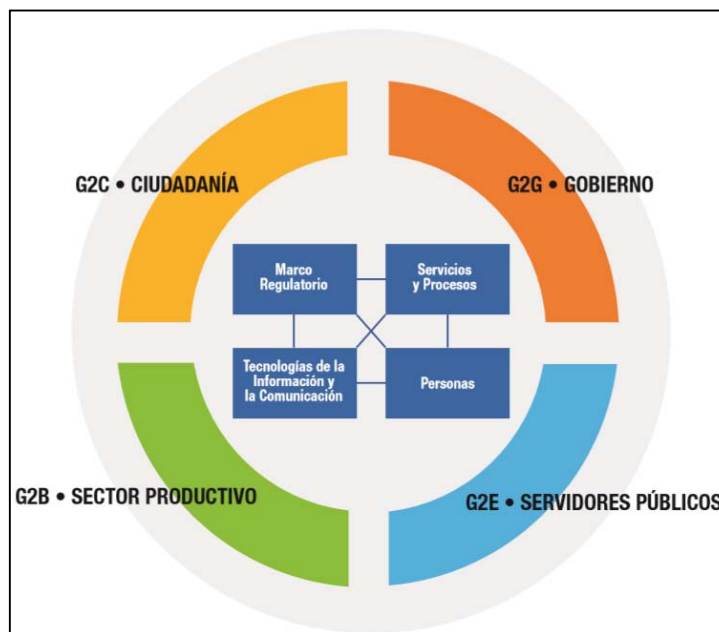 G2C • CIUDADANÍA
G2G • GOBIERNO
Marco
Regulatorio
Servicios
y Procesos
Tecnologías de la
Información y
la Comunicación
Personas
G2B • SECTOR PRODUCTIVO
G2E • SERVIDORES PÚBLICOS